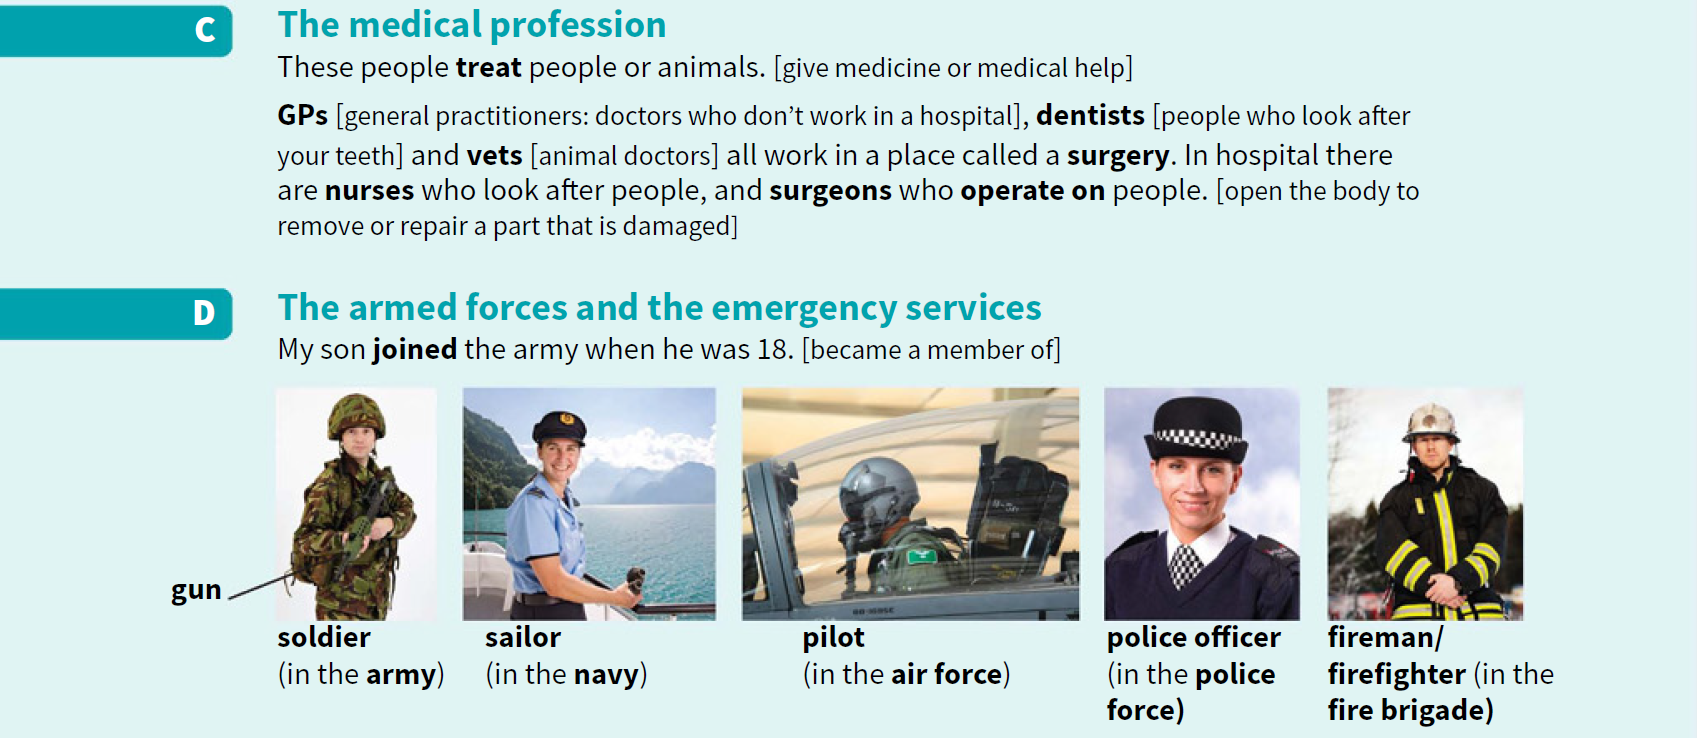 C
The medical profession
These people treat people or animals. [give medicine or medical help]
GPs [general practitioners: doctors who don’t work in a hospital], dentists [people who look after
your teeth] and vets [animal doctors] all work in a place called a surgery. In hospital there
are nurses who look after people, and surgeons who operate on people. [open the body to
remove or repair a part that is damaged]
D
The armed forces and the emergency services
My son joined the army when he was 18. [became a member of]
gun
soldier
(in the army)
sailor
(in the navy)
pilot
(in the air force)
police officer
(in the police
force)
fireman/
firefighter (in the
fire brigade)